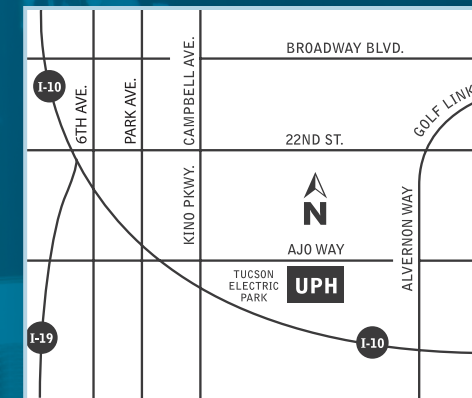 BROADWAY BLVD.
I-10
6TH AVE.
PARK AVE.
CAMPBELL AVE.
GOLF LINK
22ND ST.
N
KINO PKWY.
ALVERNON WAY
AJO WAY
TUCSON
ELECTRIC
PARK
UPH
I-19
I-10